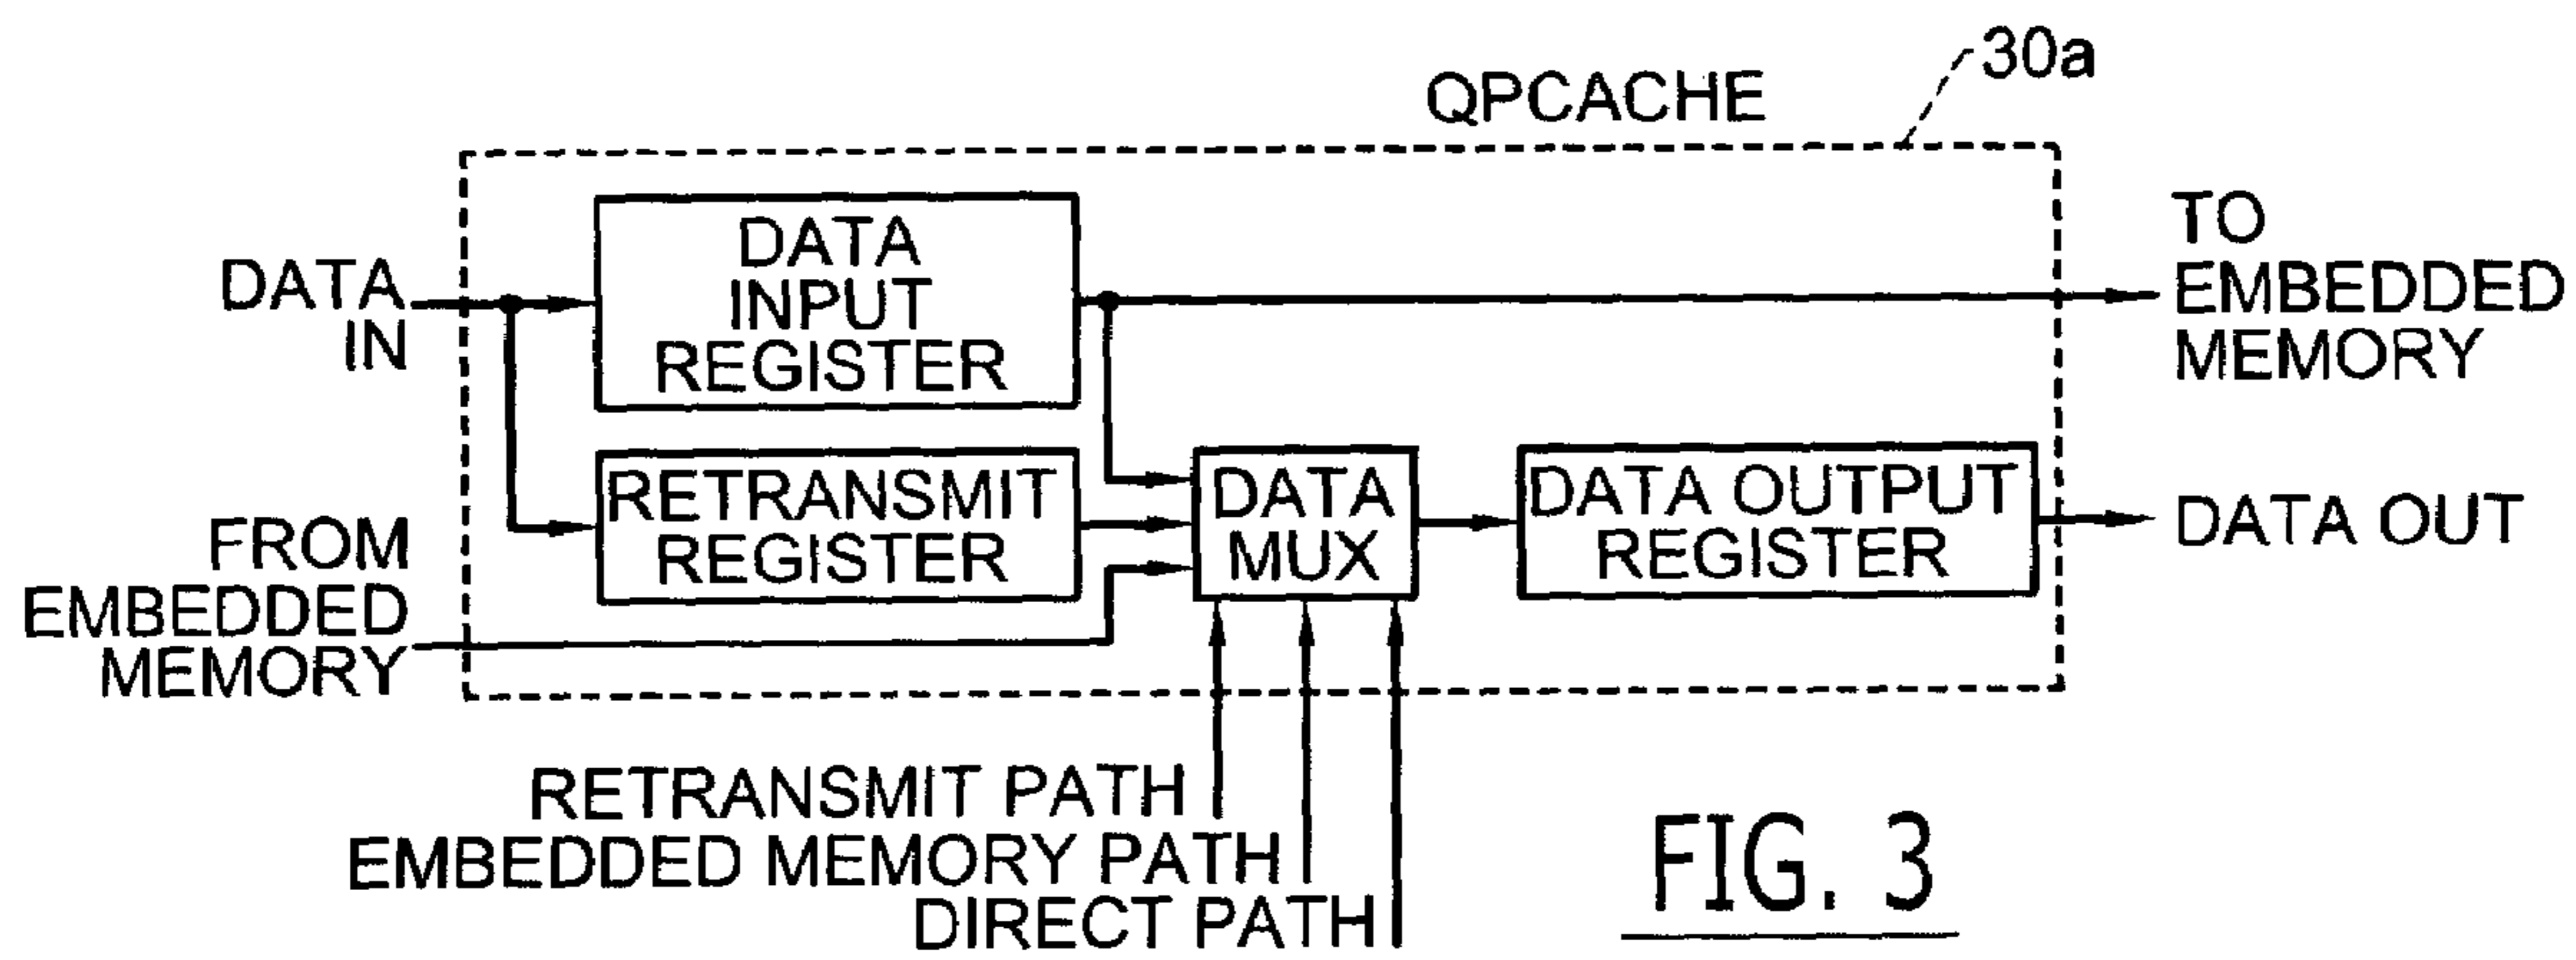 30a
QPCACHE
DATA
IN
DATA
INPUT
REGISTER
TO
EMBEDDED
MEMORY
FROM
EMBEDDED
MEMORY
RETRANSMIT
REGISTER
DATA
MUX
DATA OUTPUT
REGISTER
DATA OUT
RETRANSMIT PATH
EMBEDDED MEMORY PATH
DIRECT PATH
FIG. 3